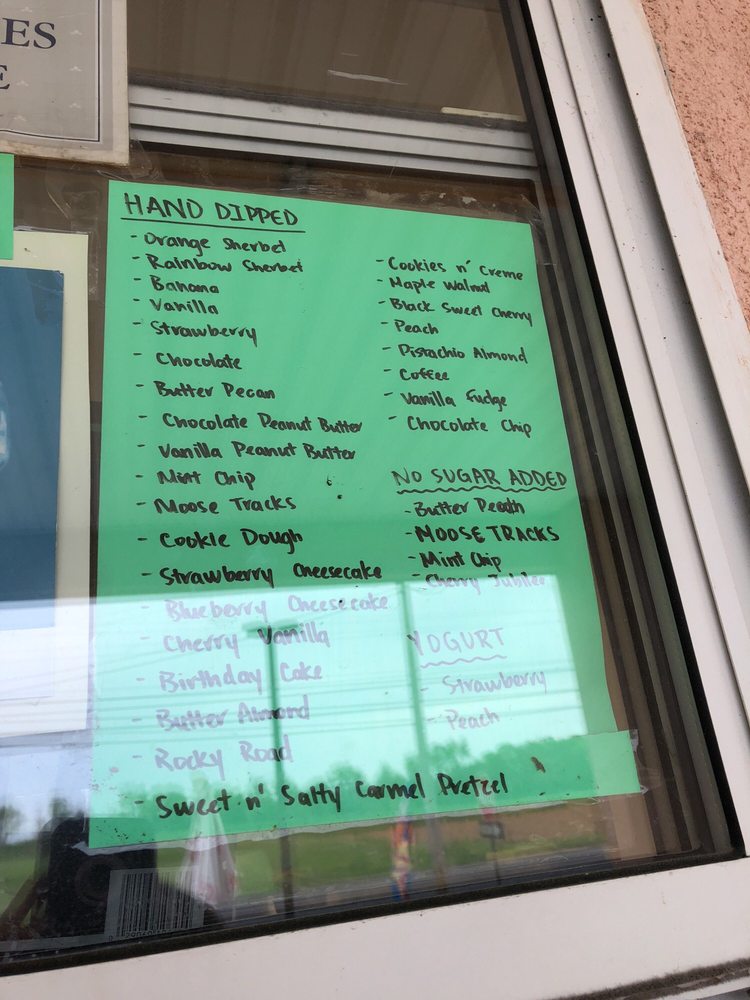 ES
E
HAND DIPPED
- Orange Sherbet
- Rainbow Sherbet
- Banana
- Vanilla
- Strawberry
- Chocolate
- Butter Pecan
- Chocolate Peanut Butter
- Vanilla Peanut Butter
- Mint Chip
- Moose Tracks
- Cookie Dough
- Strawberry Cheesecake
- Blueberry Cheesecake
- Cherry Vanilla
- Birthday Cake
- Butter Almond
- Rocky Road
- Sweet n' Salty Carmel Pretzel
- Cookies n' Creme
- Maple Walnut
- Black Sweet Cherry
- Peach
- Pistachio Almond
- Coffee
- Vanilla Fudge
- Chocolate Chip
NO SUGAR ADDED
- Butter
- MOOSE TRACKS
- Mint Chip
- Cherry Jubilee
YOGURT
- Strawberry
- Peach